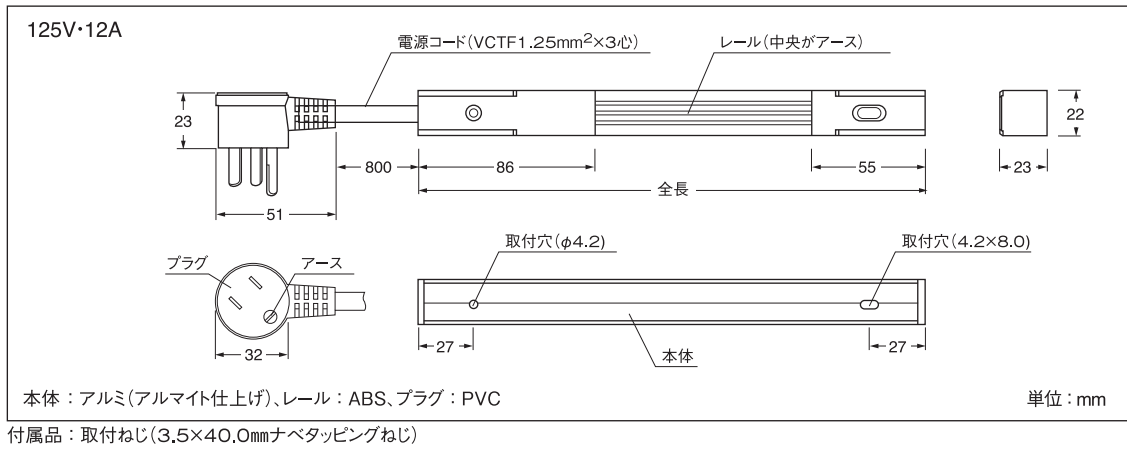 125V・12A
電源コード(VCTF1.25mm²×3心)
レール(中央がアース)
23
800
86
55
22
23
全長
51
プラグ
アース
取付穴(φ4.2)
取付穴(4.2×8.0)
32
27
本体
27
本体：アルミ(アルマイト仕上げ)、レール：ABS、プラグ：PVC
単位：mm
付属品：取付ねじ(3.5×40.0mmナベタッピングねじ)